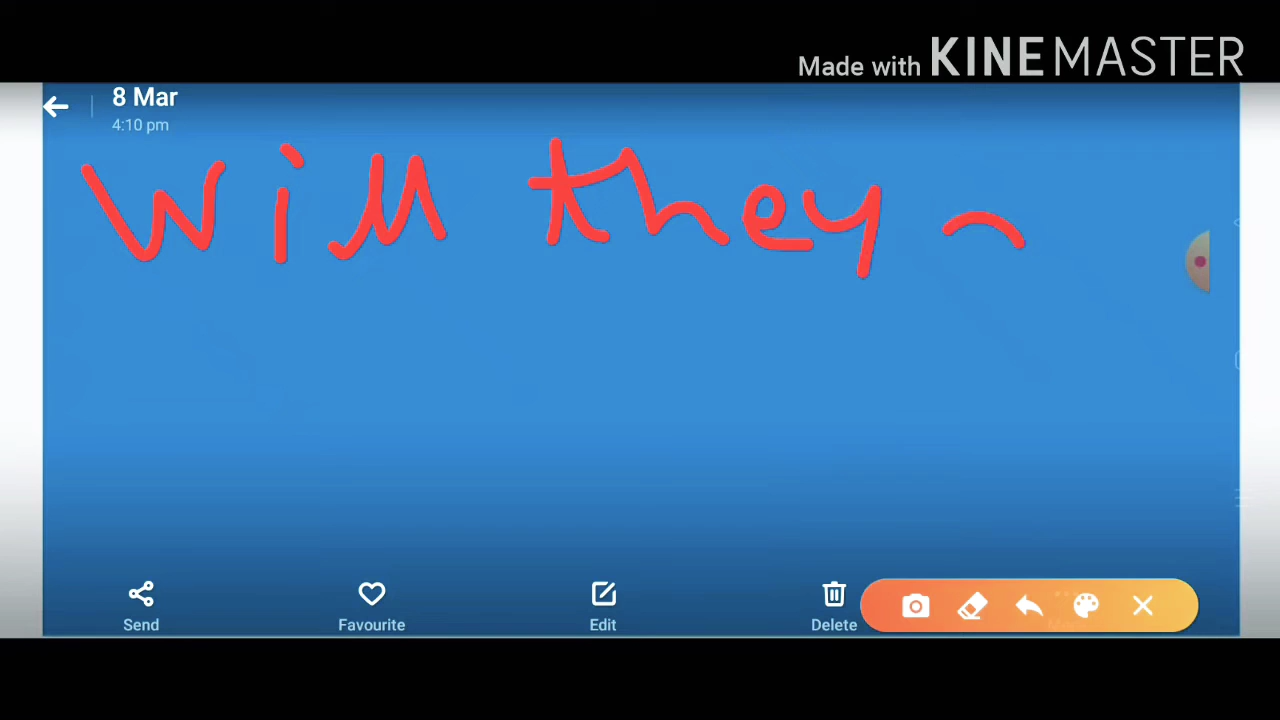 Made with KINEMASTER
8 Mar
4:10 pm
Will they
Send Favourite Edit Delete